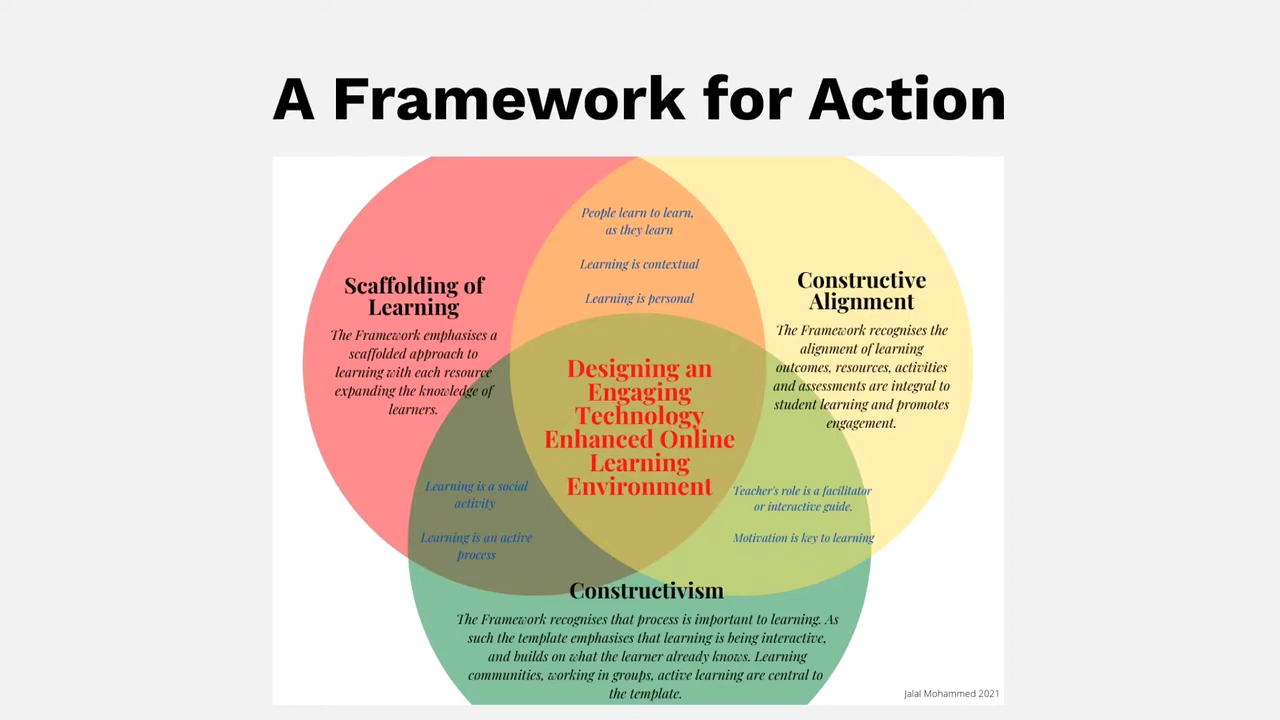 A Framework for Action
People learn to learn,
as they learn
Learning is contextual
Learning is personal
Scaffolding of
Learning
The Framework emphasises a
scaffolded approach to
learning with each resource
expanding the knowledge of
learners.
Constructive
Alignment
The Framework recognises the
alignment of learning
outcomes, resources, activities
and assessments are integral to
student learning and promotes
engagement.
Designing an
Engaging
Technology
Enhanced Online
Learning
Environment
Learning is a social
activity
Learning is an active
process
Teacher's role is a facilitator
or interactive guide.
Motivation is key to learning
Constructivism
The Framework recognises that process is important to learning. As
such the template emphasises that learning is being interactive,
and builds on what the learner already knows. Learning
communities, working in groups, active learning are central to
the template.
Jalal Mohammed 2021